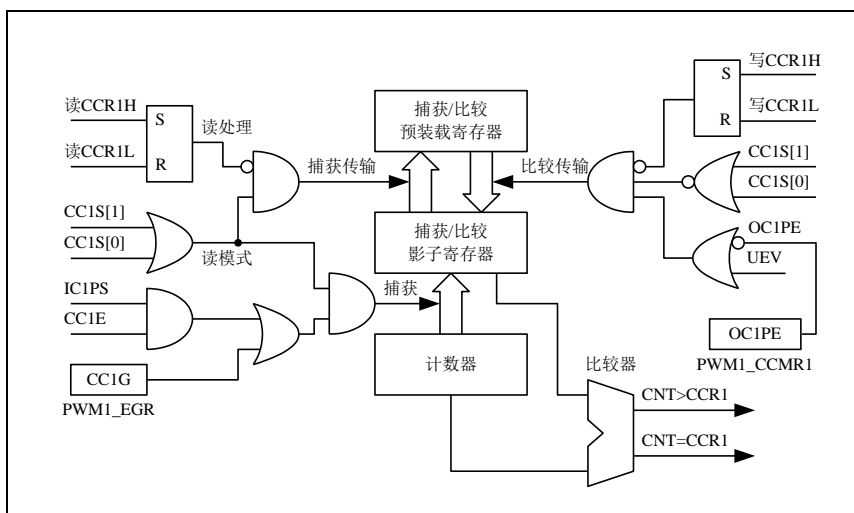 读CCR1H
S
读处理
读CCR1L
R
捕获/比较
预装载寄存器
写CCR1H
S
写CCR1L
R
捕获传输
比较传输
CC1S[1]
CC1S[0]
CC1S[1]
CC1S[0]
读模式
捕获/比较
影子寄存器
OC1PE
UEV
IC1PS
CC1E
捕获
CC1G
PWM1_EGR
计数器
比较器
OC1PE
PWM1_CCMR1
CNT>CCR1
CNT=CCR1